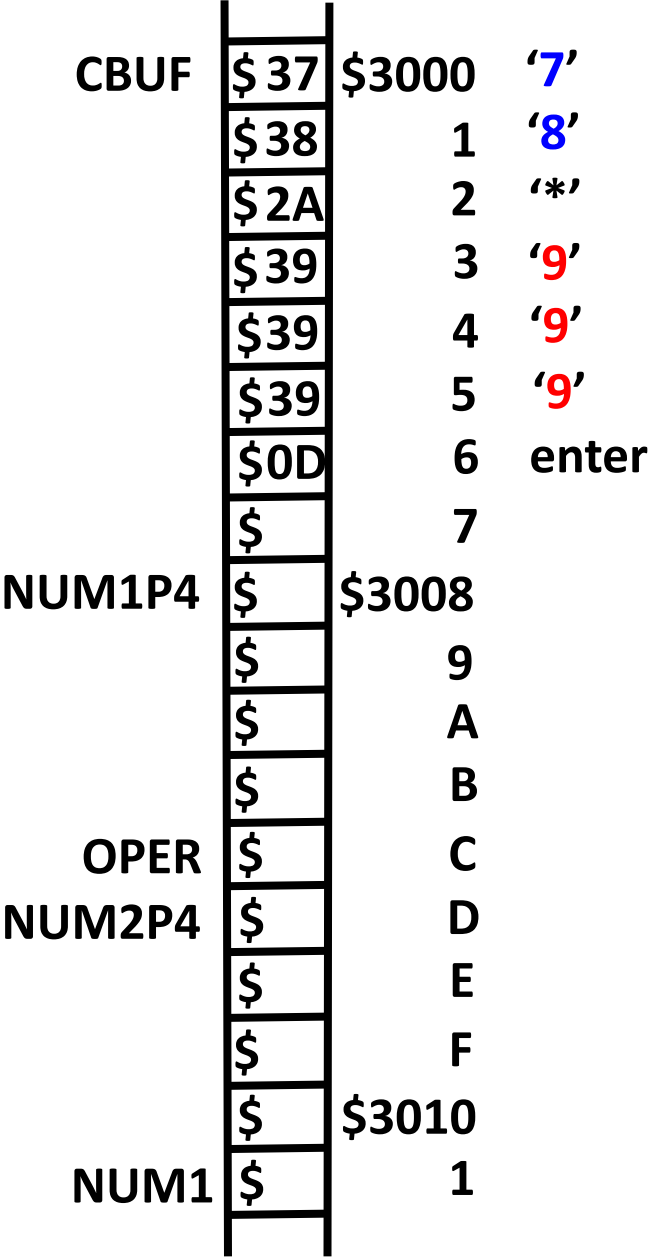 CBUF $37 $3000 ‘7’
$38 1 ‘8’
$2A 2 ‘*’
$39 3 ‘9’
$39 4 ‘9’
$39 5 ‘9’
$0D 6 enter
$ 7
NUM1P4 $ $3008
$ 9
$ A
$ B
OPER $ C
NUM2P4 $ D
$ E
$ F
$ $3010
NUM1 $ 1